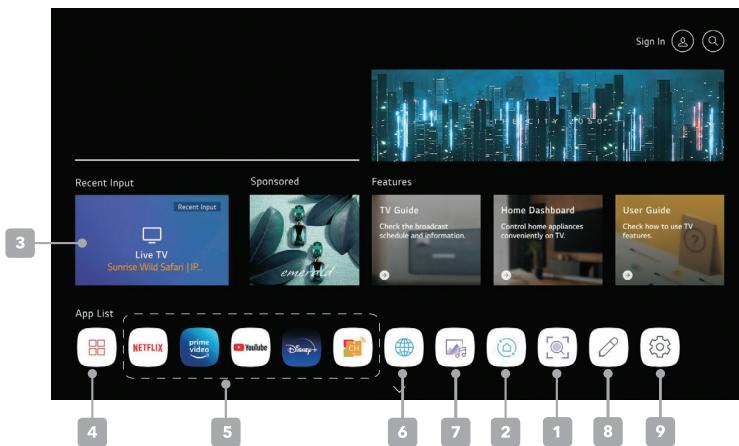 Sign In
THE CITY 2050
Recent Input
Sponsored
Features
Recent Input
Live TV
Sunrise Wild Safari | IP...
emerald
TV Guide
Check the broadcast
schedule and information.
Home Dashboard
Control home appliances
conveniently on TV.
User Guide
Check how to use TV
features.
3
App List
NETFLIX
prime
video
YouTube
Disney+
CH
4
5
6
7
2
1
8
9